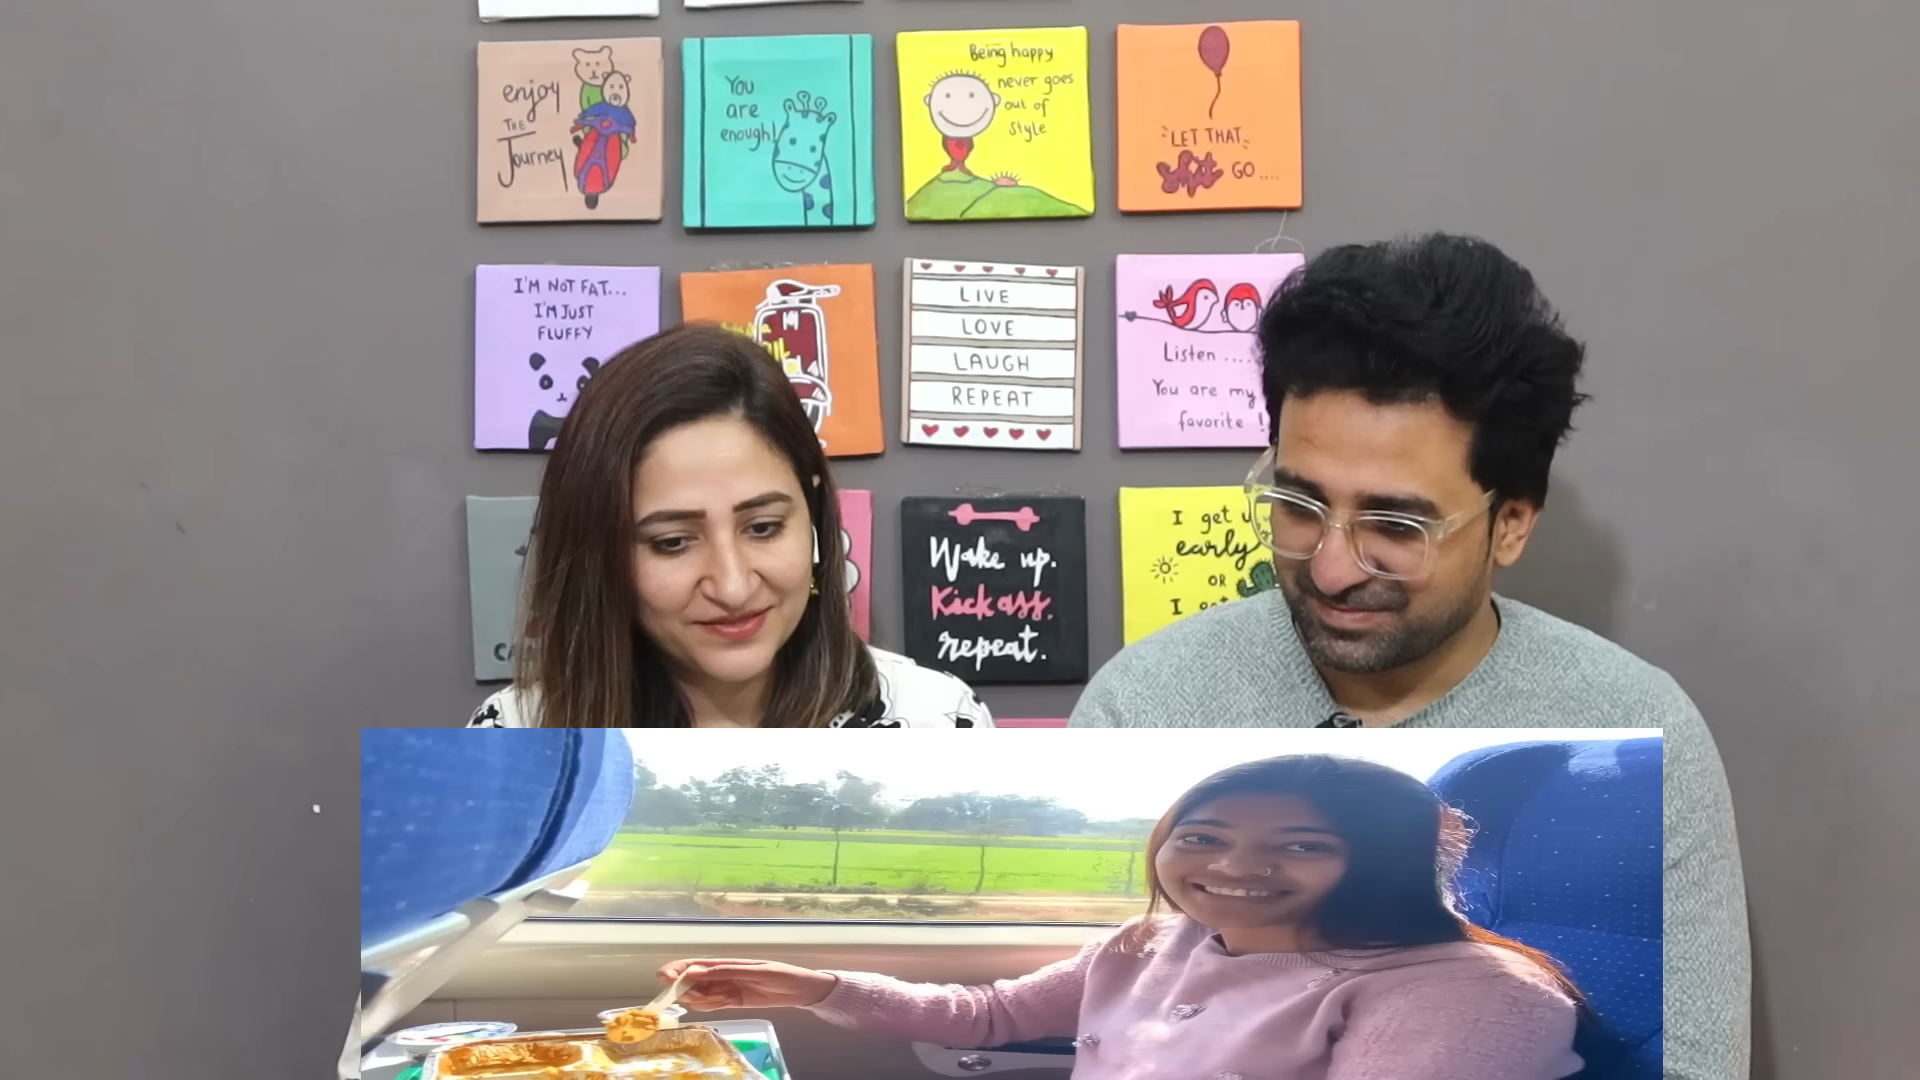 enjoy
THE
Journey
You
are
enough!
Being happy
never goes
out of
style
LET THAT
shit GO....
I'M NOT FAT...
I'M JUST
FLUFFY
LIVE
LOVE
LAUGH
REPEAT
Listen ....
You are my
favorite !
Wake up.
Kick ass.
repeat.
I get
early
OR
I